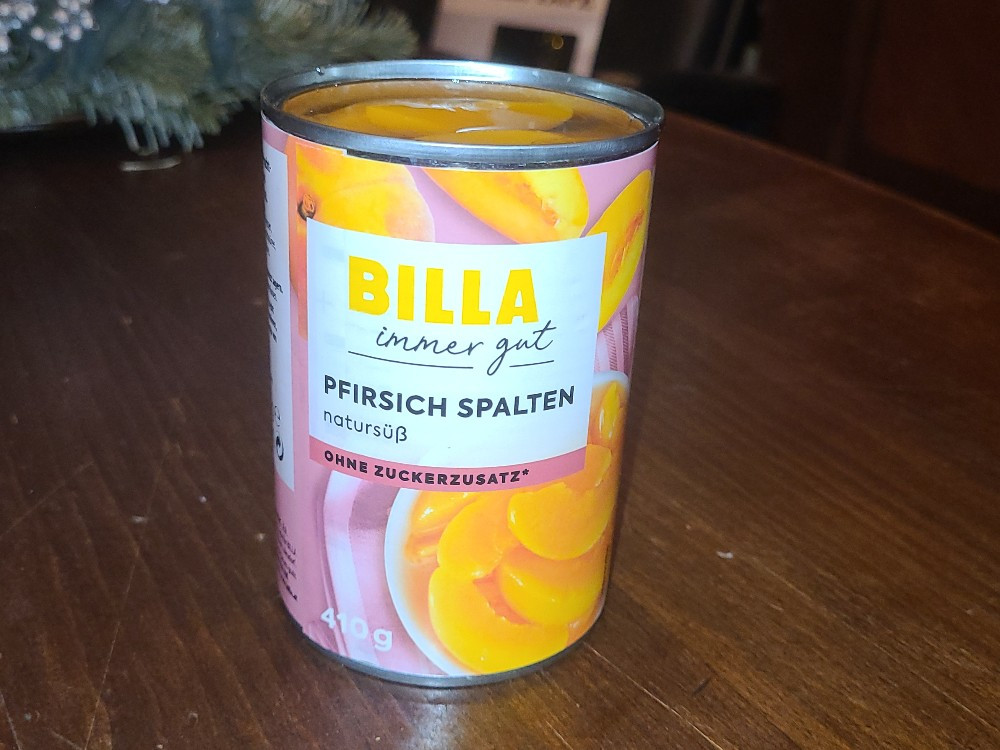 BILLA
immer gut
PFIRSICH SPALTEN
natursüß
OHNE ZUCKERZUSATZ*
410 g